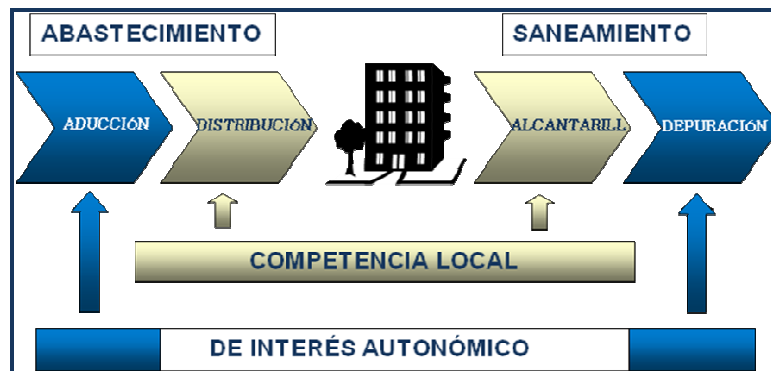 ABASTECIMIENTO
SANEAMIENTO
ADUCCIÓN
DISTRIBUCIÓN
ALCANTARILL
DEPURACIÓN
COMPETENCIA LOCAL
DE INTERÉS AUTONÓMICO